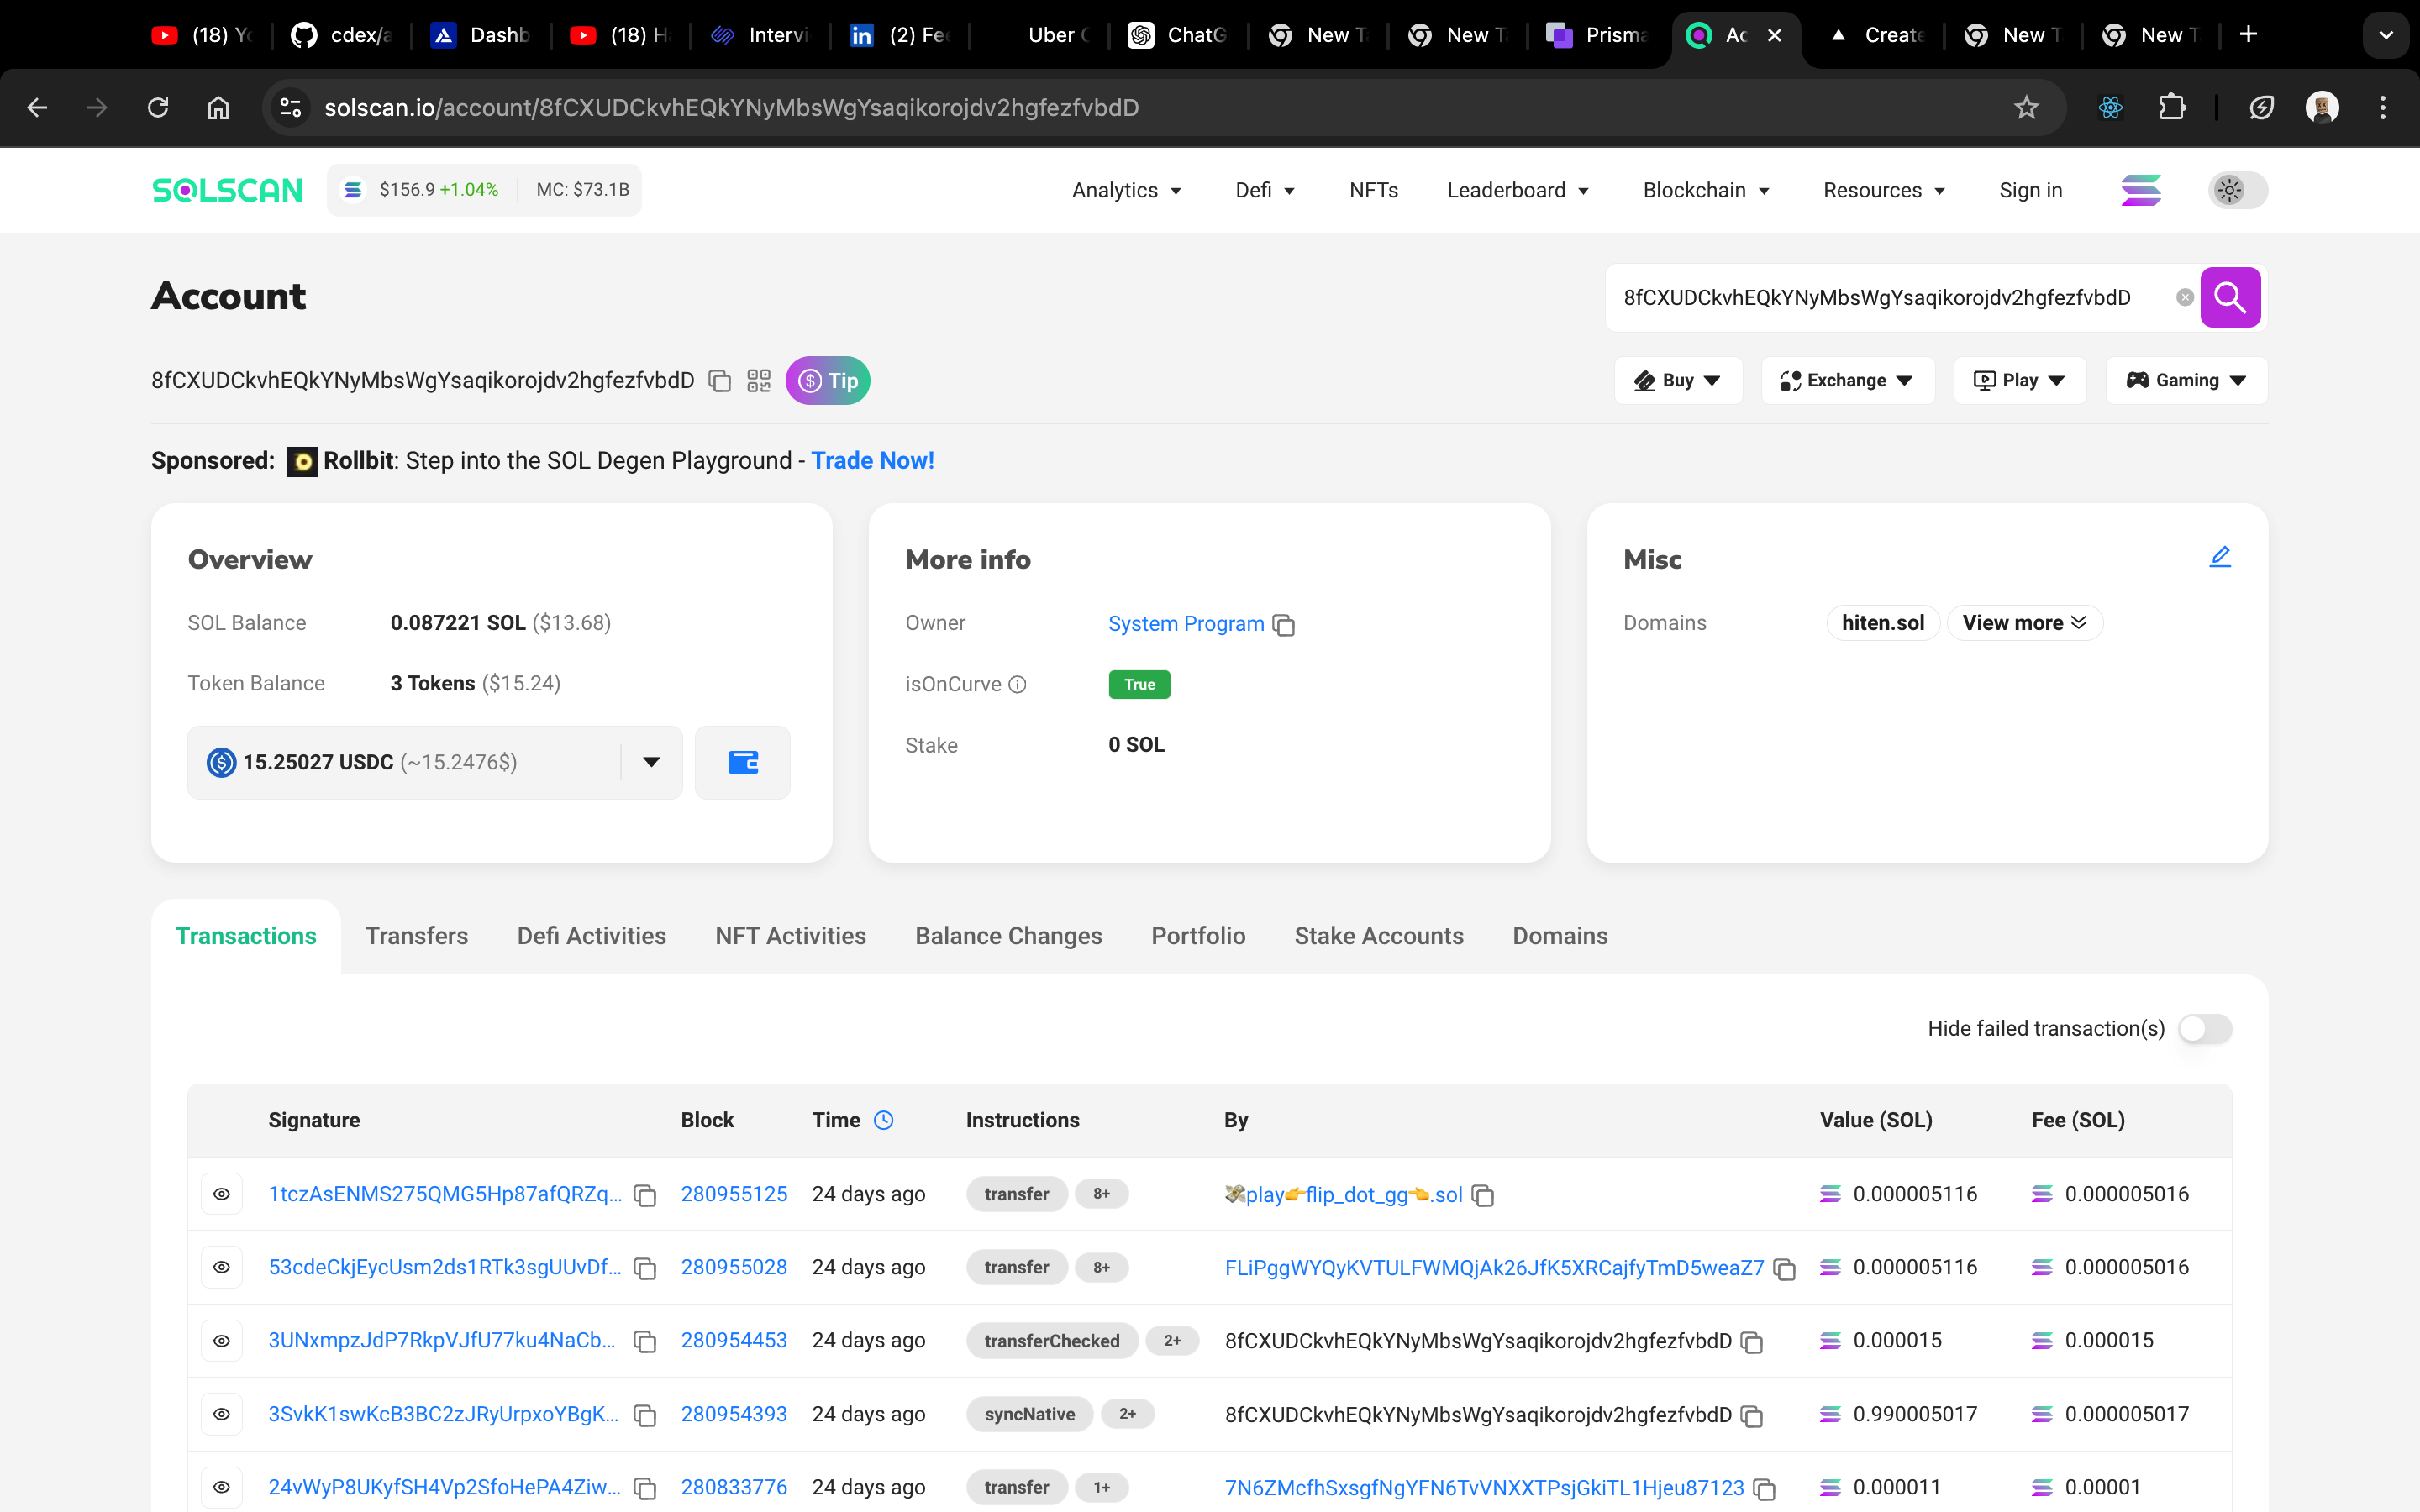 (18) Yo
cdex/a
Dashb
(18) H
Intervi
(2) Fee
Uber
ChatG
New T
New T
Prisma
Ac
Create
New T
New T
solscan.io/account/8fCXUDCkvhEQkYNyMbsWgYsaqikorojdv2hgfezfvbdD
SOLSCAN
$156.9 +1.04%
MC: $73.1B
Analytics
Defi
NFTs
Leaderboard
Blockchain
Resources
Sign in
Account
8fCXUDCkvhEQkYNyMbsWgYsaqikorojdv2hgfezfvbdD
8fCXUDCkvhEQkYNyMbsWgYsaqikorojdv2hgfezfvbdD
Tip
Buy
Exchange
Play
Gaming
Sponsored: Rollbit: Step into the SOL Degen Playground - Trade Now!
Overview
SOL Balance 0.087221 SOL ($13.68)
Token Balance 3 Tokens ($15.24)
15.25027 USDC (~15.2476$)
More info
Owner System Program
isOnCurve True
Stake 0 SOL
Misc
Domains hiten.sol View more
Transactions
Transfers
Defi Activities
NFT Activities
Balance Changes
Portfolio
Stake Accounts
Domains
Hide failed transaction(s)
Signature Block Time Instructions By Value (SOL) Fee (SOL)
1tczAsENMS275QMG5Hp87afQRZq... 280955125 24 days ago transfer 8+ 💸play👉flip_dot_gg👈.sol 0.000005116 0.000005016
53cdeCkjEycUsm2ds1RTk3sgUUvDf... 280955028 24 days ago transfer 8+ FLiPggWYQyKVTULFWMQjAk26JfK5XRCajfyTmD5weaZ7 0.000005116 0.000005016
3UNxmpzJdP7RkpVJfU77ku4NaCb... 280954453 24 days ago transferChecked 2+ 8fCXUDCkvhEQkYNyMbsWgYsaqikorojdv2hgfezfvbdD 0.000015 0.000015
3SvkK1swKcB3BC2zJRyUrpxoYBgK... 280954393 24 days ago syncNative 2+ 8fCXUDCkvhEQkYNyMbsWgYsaqikorojdv2hgfezfvbdD 0.990005017 0.000005017
24vWyP8UKyfSH4Vp2SfoHePA4Ziw... 280833776 24 days ago transfer 1+ 7N6ZMcfhSxsgfNgYFN6TvVNXXTPsjGkiTL1Hjeu87123 0.000011 0.00001